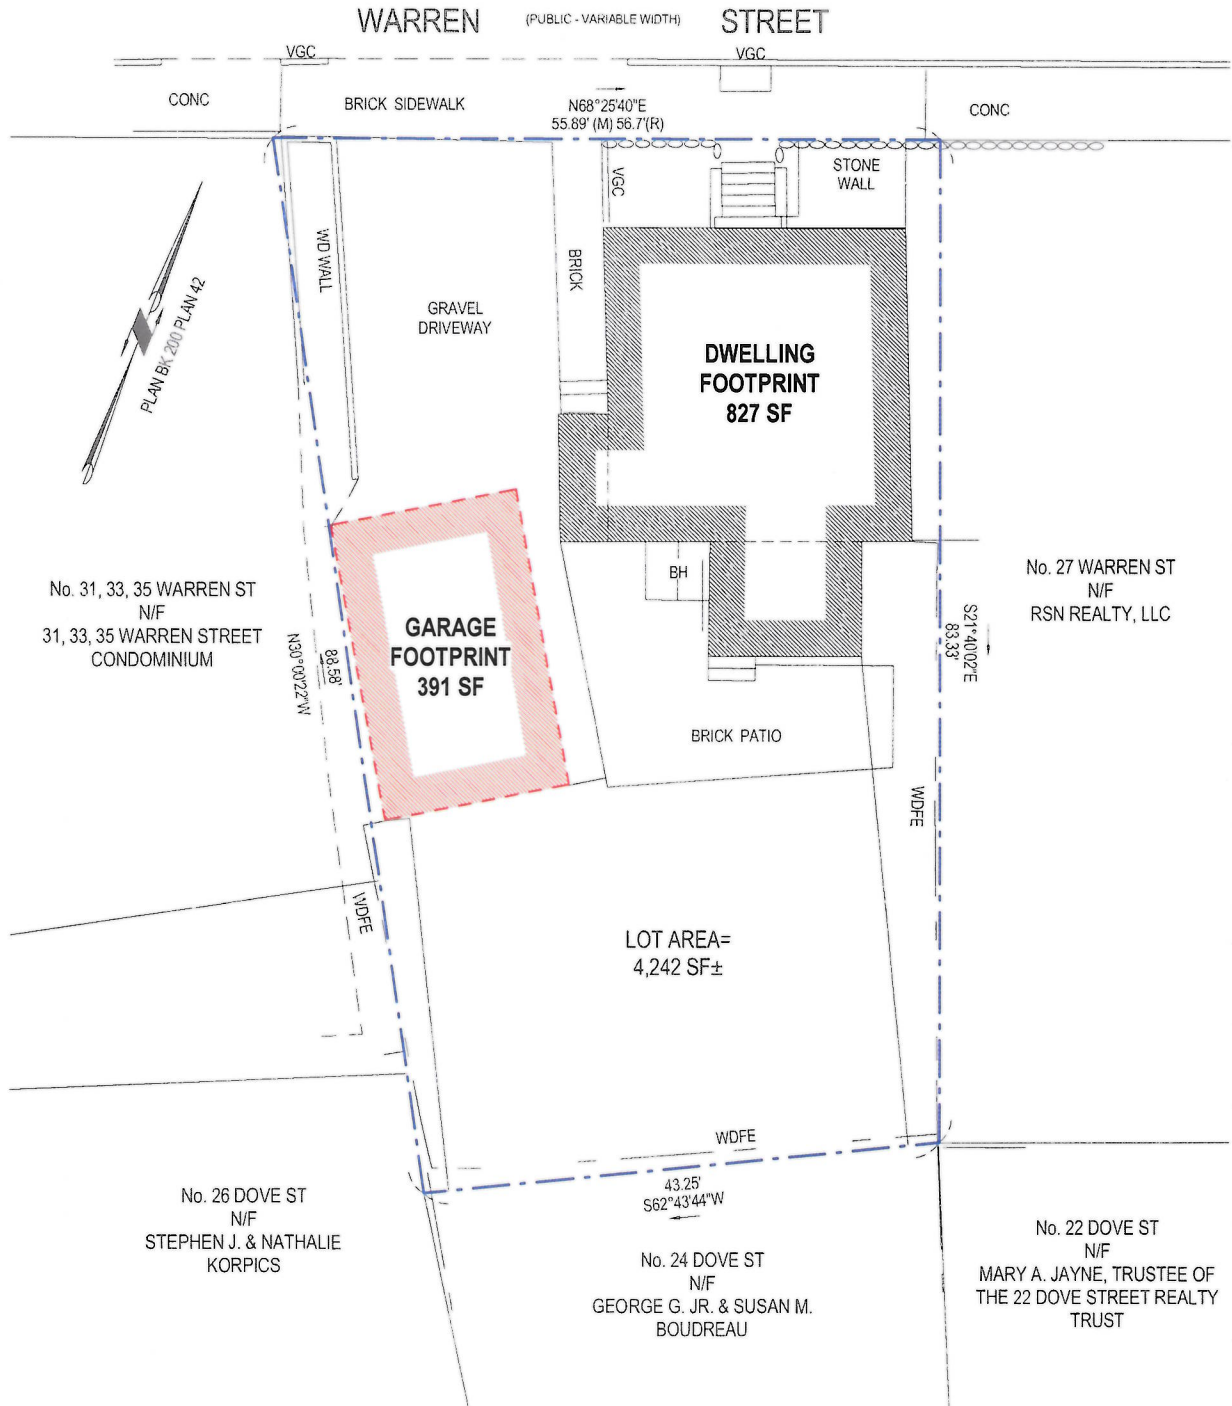 WARREN (PUBLIC - VARIABLE WIDTH) STREET
VGC
VGC
CONC
BRICK SIDEWALK
N68°25'40"E
55.89' (M) 56.7'(R)
CONC
STONE
WALL
VGC
WD WALL
BRICK
PLAN BK 200 PLAN 42
GRAVEL
DRIVEWAY
DWELLING
FOOTPRINT
827 SF
No. 31, 33, 35 WARREN ST
N/F
31, 33, 35 WARREN STREET
CONDOMINIUM
N30°00'22"W
88.58'
GARAGE
FOOTPRINT
391 SF
BH
No. 27 WARREN ST
N/F
RSN REALTY, LLC
S21°40'02"E
83.33'
BRICK PATIO
WDFE
WDFE
LOT AREA=
4,242 SF±
WDFE
43.25'
S62°43'44"W
No. 26 DOVE ST
N/F
STEPHEN J. & NATHALIE
KORPICS
No. 24 DOVE ST
N/F
GEORGE G. JR. & SUSAN M.
BOUDREAU
No. 22 DOVE ST
N/F
MARY A. JAYNE, TRUSTEE OF
THE 22 DOVE STREET REALTY
TRUST